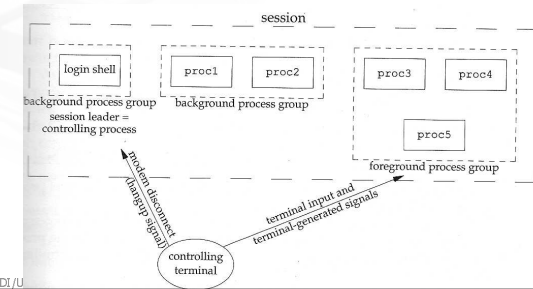 session
login shell
proc1
proc2
proc3
proc4
proc5
background process group
session leader =
controlling process
background process group
foreground process group
modem disconnect
(hangup signal)
terminal input and
terminal-generated signals
controlling
terminal
DI/U